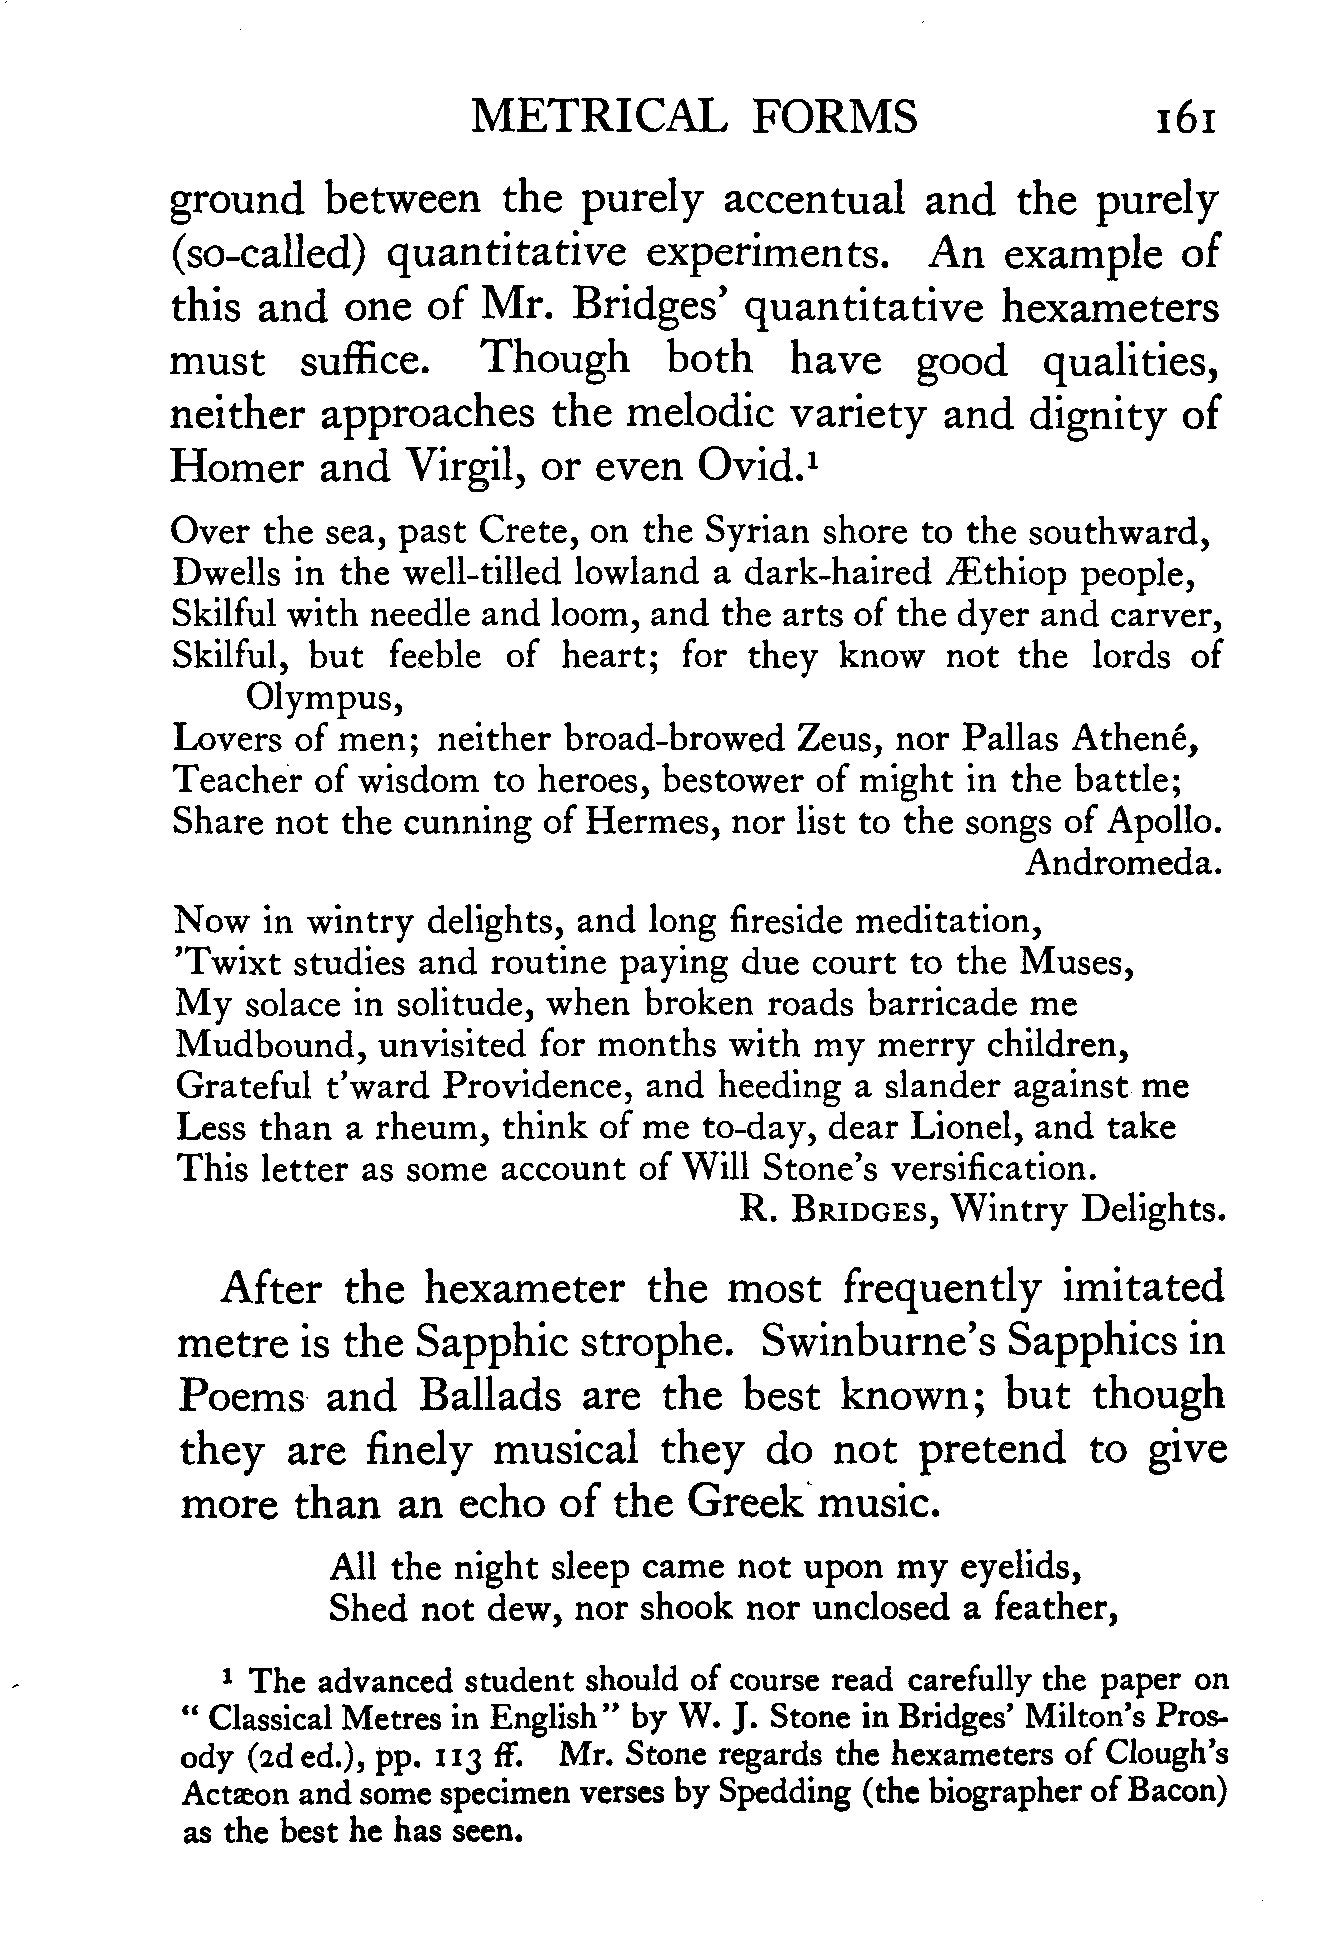 METRICAL FORMS 161
ground between the purely accentual and the purely
(so-called) quantitative experiments. An example of
this and one of Mr. Bridges’ quantitative hexameters
must suffice. Though both have good qualities,
neither approaches the melodic variety and dignity of
Homer and Virgil, or even Ovid.¹
Over the sea, past Crete, on the Syrian shore to the southward,
Dwells in the well-tilled lowland a dark-haired Æthiop people,
Skilful with needle and loom, and the arts of the dyer and carver,
Skilful, but feeble of heart; for they know not the lords of
Olympus,
Lovers of men; neither broad-browed Zeus, nor Pallas Athené,
Teacher of wisdom to heroes, bestower of might in the battle;
Share not the cunning of Hermes, nor list to the songs of Apollo.
Andromeda.
Now in wintry delights, and long fireside meditation,
’Twixt studies and routine paying due court to the Muses,
My solace in solitude, when broken roads barricade me
Mudbound, unvisited for months with my merry children,
Grateful t’ward Providence, and heeding a slander against me
Less than a rheum, think of me to-day, dear Lionel, and take
This letter as some account of Will Stone’s versification.
R. BRIDGES, Wintry Delights.
After the hexameter the most frequently imitated
metre is the Sapphic strophe. Swinburne’s Sapphics in
Poems and Ballads are the best known; but though
they are finely musical they do not pretend to give
more than an echo of the Greek music.
All the night sleep came not upon my eyelids,
Shed not dew, nor shook nor unclosed a feather,
¹ The advanced student should of course read carefully the paper on
“ Classical Metres in English” by W. J. Stone in Bridges’ Milton’s Pros-
ody (2d ed.), pp. 113 ff. Mr. Stone regards the hexameters of Clough’s
Actæon and some specimen verses by Spedding (the biographer of Bacon)
as the best he has seen.